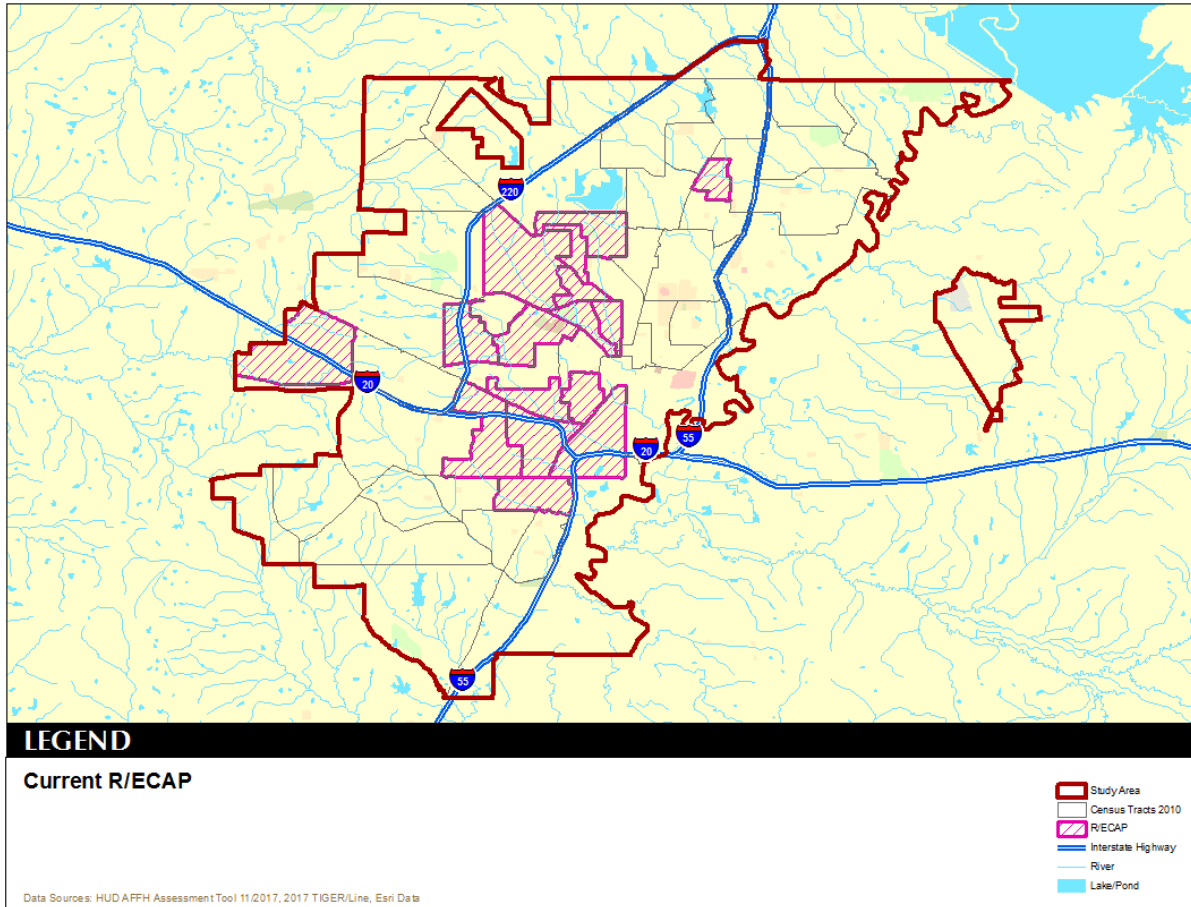 220
20
20
55
55
LEGEND
Current R/ECAP
Study Area
Census Tracts 2010
R/ECAP
Interstate Highway
River
Lake/Pond
Data Sources: HUD AFFH Assessment Tool 11/2017, 2017 TIGER/Line, Esri Data